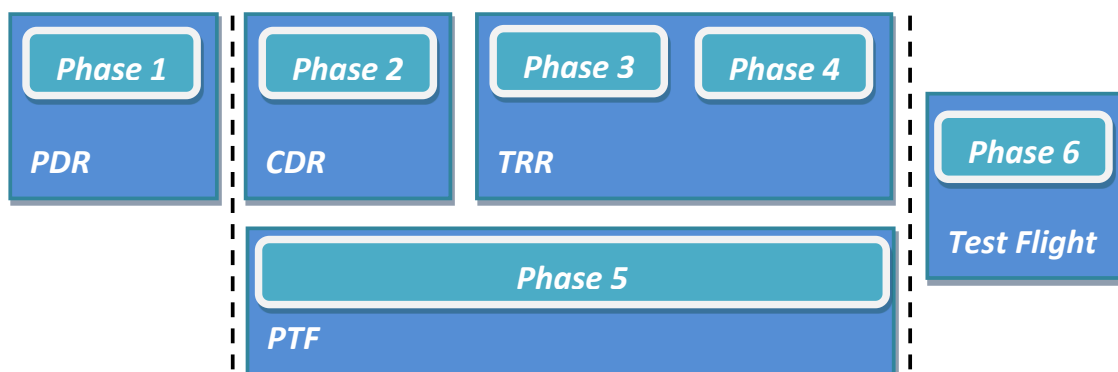 Phase 1
PDR
Phase 2
CDR
Phase 3
Phase 4
TRR
Phase 5
PTF
Phase 6
Test Flight